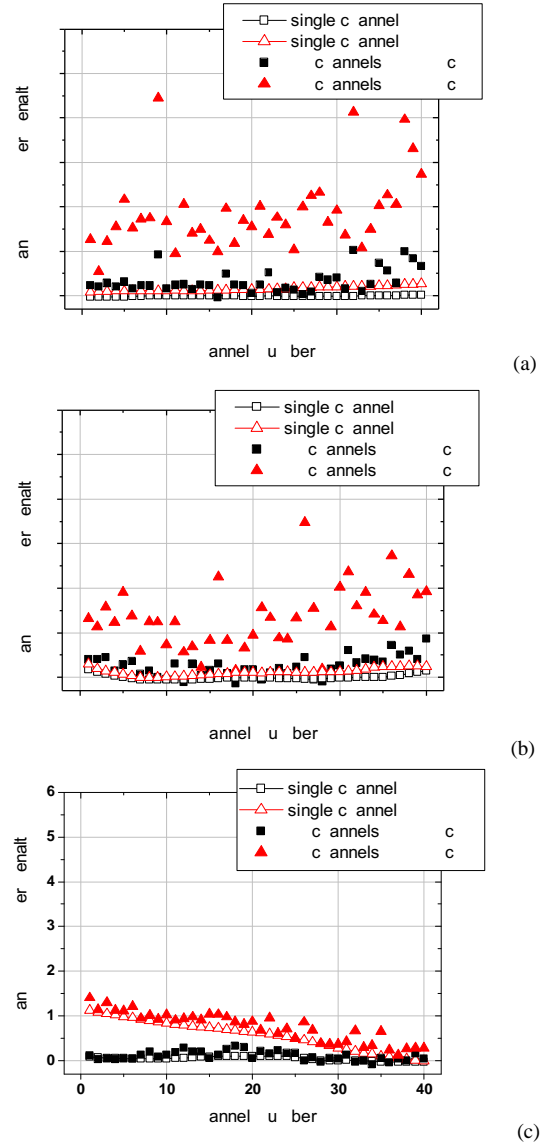 single c annel
single c annel
c annels c
c annels c
er enalt
an
annel u ber
(a)
single c annel
single c annel
c annels c
c annels c
er enalt
an
annel u ber
(b)
single c annel
single c annel
c annels c
c annels c
6
5
4
3
2
1
0
er enalt
an
0 10 20 30 40
annel u ber
(c)